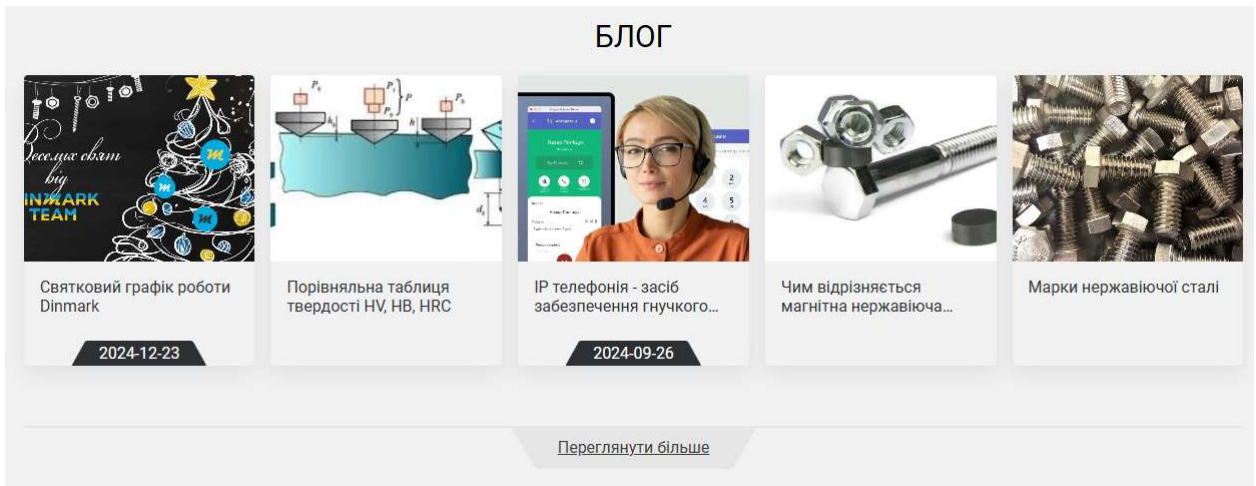 БЛОГ
Веселих свят
від
DINMARK
TEAM
Святковий графік роботи
Dinmark
2024-12-23
Порівняльна таблиця
твердості HV, HB, HRC
IP телефонія - засіб
забезпечення гнучкого...
2024-09-26
Чим відрізняється
магнітна нержавіюча...
Марки нержавіючої сталі
Переглянути більше